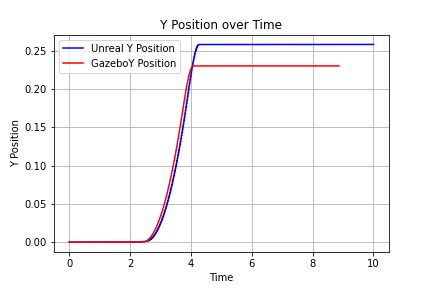 Y Position over Time
Unreal Y Position
GazeboY Position
Y Position
0.25
0.20
0.15
0.10
0.05
0.00
0 2 4 6 8 10
Time